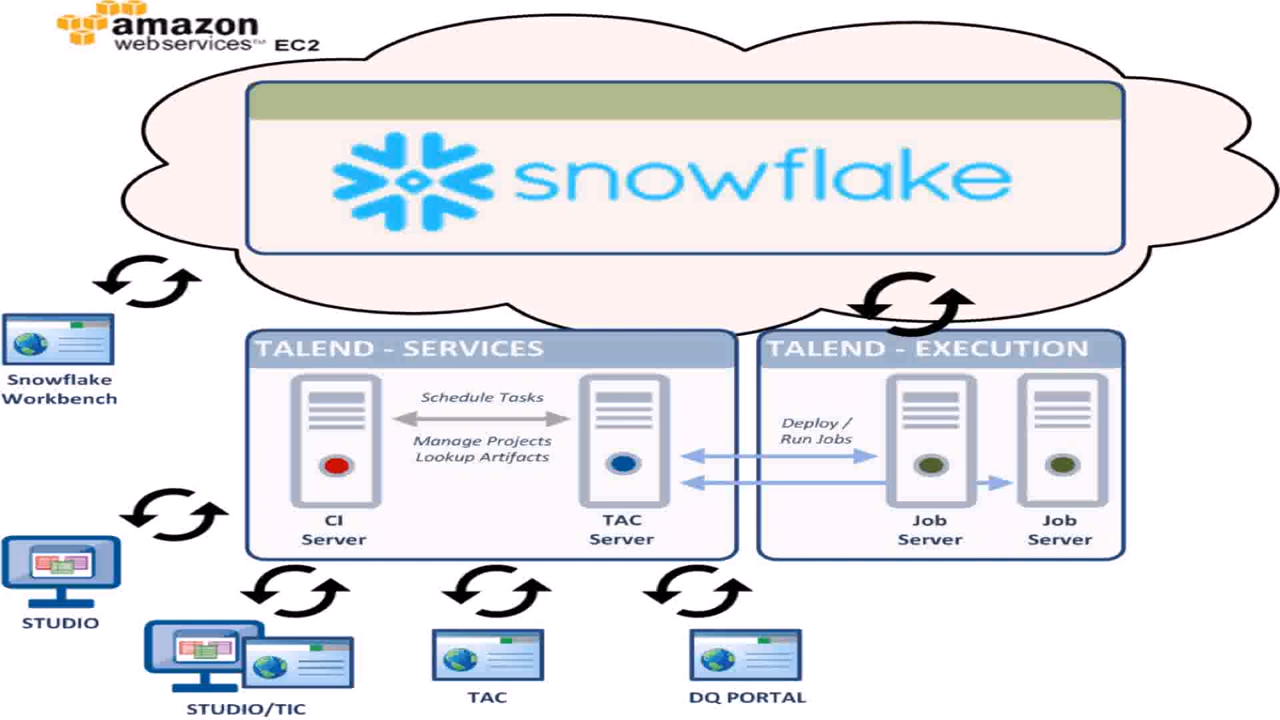 amazon
webservices™ EC2
snowflake
TALEND - SERVICES
TALEND - EXECUTION
Snowflake
Workbench
Schedule Tasks
Manage Projects
Lookup Artifacts
Deploy /
Run Jobs
CI
Server
TAC
Server
Job
Server
Job
Server
STUDIO
STUDIO/TIC
TAC
DQ PORTAL